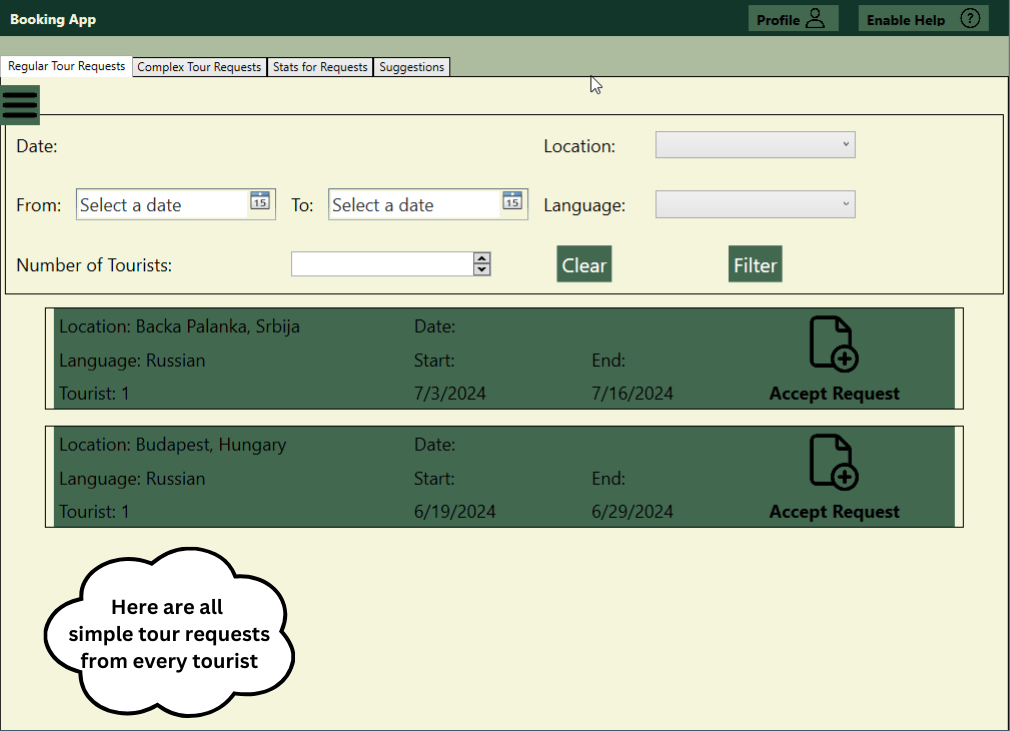 Booking App
Profile
Enable Help
?
Regular Tour Requests
Complex Tour Requests
Stats for Requests
Suggestions
Date:
Location:
From:
Select a date
15
To:
Select a date
15
Language:
Number of Tourists:
Clear
Filter
Location: Backa Palanka, Srbija
Date:
Language: Russian
Start:
End:
Tourist: 1
7/3/2024
7/16/2024
Accept Request
Location: Budapest, Hungary
Date:
Language: Russian
Start:
End:
Tourist: 1
6/19/2024
6/29/2024
Accept Request
Here are all
simple tour requests
from every tourist